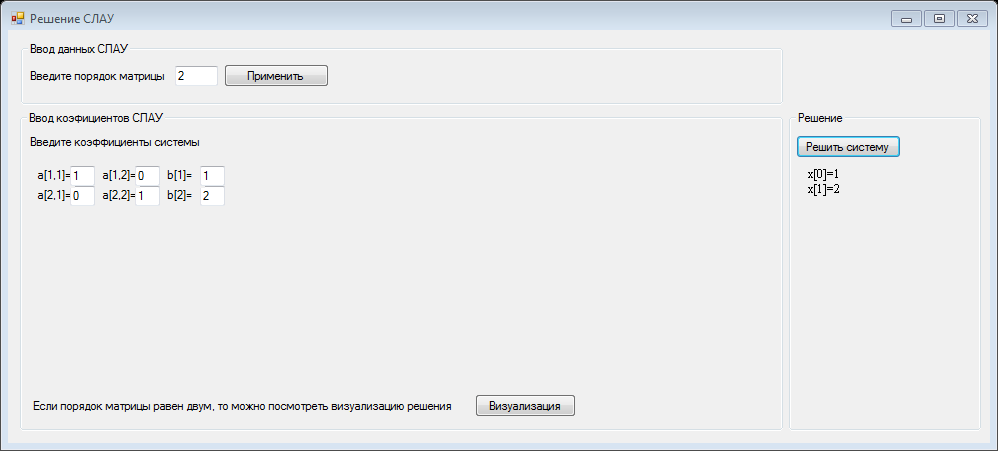 Решение СЛАУ
Ввод данных СЛАУ
Введите порядок матрицы 2 Применить
Ввод коэфициентов СЛАУ
Введите коэффициенты системы
a[1,1]= 1 a[1,2]= 0 b[1]= 1
a[2,1]= 0 a[2,2]= 1 b[2]= 2
Если порядок матрицы равен двум, то можно посмотреть визуализацию решения Визуализация
Решение
Решить систему
x[0]=1
x[1]=2